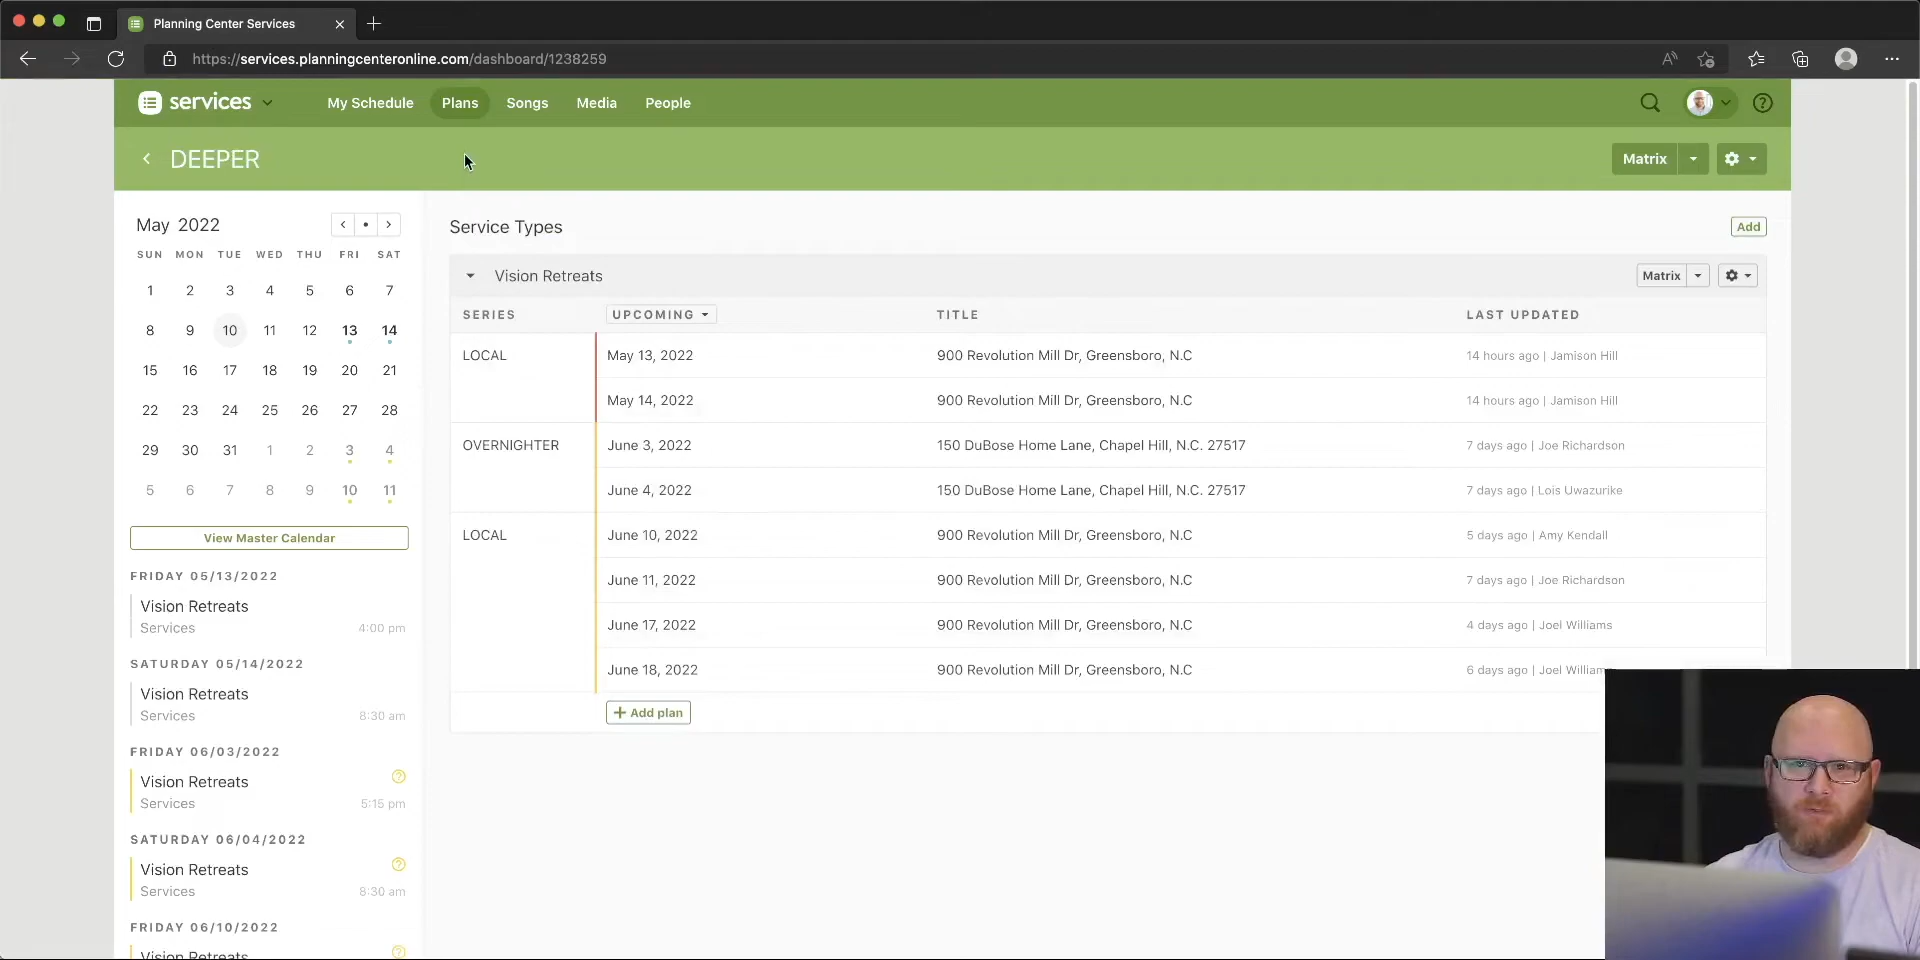 Planning Center Services
https://services.planningcenteronline.com/dashboard/1238259
services My Schedule Plans Songs Media People
DEEPER
Matrix
May 2022
SUN MON TUE WED THU FRI SAT
1 2 3 4 5 6 7
8 9 10 11 12 13 14
15 16 17 18 19 20 21
22 23 24 25 26 27 28
29 30 31 1 2 3 4
5 6 7 8 9 10 11
View Master Calendar
FRIDAY 05/13/2022
Vision Retreats
Services 4:00 pm
SATURDAY 05/14/2022
Vision Retreats
Services 8:30 am
FRIDAY 06/03/2022
Vision Retreats
Services 5:15 pm
SATURDAY 06/04/2022
Vision Retreats
Services 8:30 am
FRIDAY 06/10/2022
Vision Retreats
Service Types
Add
Vision Retreats
Matrix
SERIES UPCOMING TITLE LAST UPDATED
LOCAL May 13, 2022 900 Revolution Mill Dr, Greensboro, N.C 14 hours ago | Jamison Hill
May 14, 2022 900 Revolution Mill Dr, Greensboro, N.C 14 hours ago | Jamison Hill
OVERNIGHTER June 3, 2022 150 DuBose Home Lane, Chapel Hill, N.C. 27517 7 days ago | Joe Richardson
June 4, 2022 150 DuBose Home Lane, Chapel Hill, N.C. 27517 7 days ago | Lois Uwazurike
LOCAL June 10, 2022 900 Revolution Mill Dr, Greensboro, N.C 5 days ago | Amy Kendall
June 11, 2022 900 Revolution Mill Dr, Greensboro, N.C 7 days ago | Joe Richardson
June 17, 2022 900 Revolution Mill Dr, Greensboro, N.C 4 days ago | Joel Williams
June 18, 2022 900 Revolution Mill Dr, Greensboro, N.C 6 days ago | Joel Williams
+ Add plan